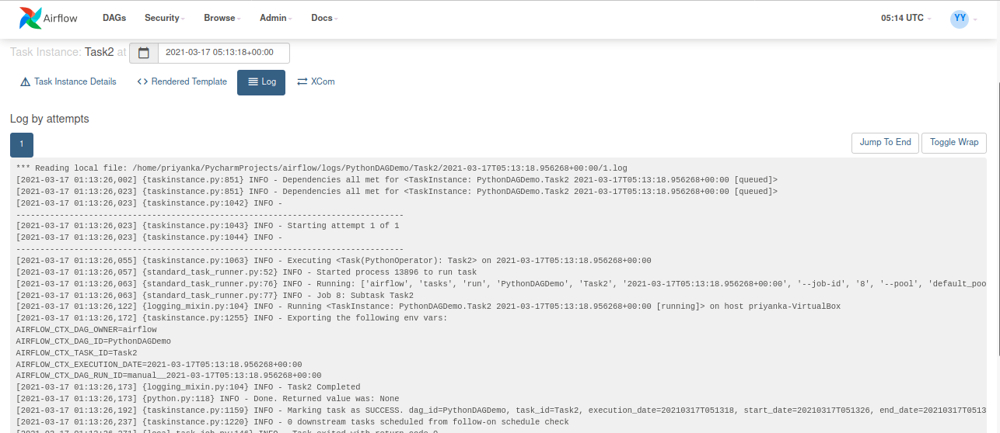 Airflow DAGs Security Browse Admin Docs 05:14 UTC YY
Task Instance: Task2 at 2021-03-17 05:13:18+00:00
Task Instance Details <> Rendered Template Log XCom
Log by attempts
1 Jump To End Toggle Wrap
*** Reading local file: /home/priyanka/PycharmProjects/airflow/logs/PythonDAGDemo/Task2/2021-03-17T05:13:18.956268+00:00/1.log
[2021-03-17 01:13:26,002] {taskinstance.py:851} INFO - Dependencies all met for <TaskInstance: PythonDAGDemo.Task2 2021-03-17T05:13:18.956268+00:00 [queued]>
[2021-03-17 01:13:26,023] {taskinstance.py:851} INFO - Dependencies all met for <TaskInstance: PythonDAGDemo.Task2 2021-03-17T05:13:18.956268+00:00 [queued]>
[2021-03-17 01:13:26,023] {taskinstance.py:1042} INFO -
--------------------------------------------------------------------------------
[2021-03-17 01:13:26,023] {taskinstance.py:1043} INFO - Starting attempt 1 of 1
[2021-03-17 01:13:26,023] {taskinstance.py:1044} INFO -
--------------------------------------------------------------------------------
[2021-03-17 01:13:26,055] {taskinstance.py:1063} INFO - Executing <Task(PythonOperator): Task2> on 2021-03-17T05:13:18.956268+00:00
[2021-03-17 01:13:26,057] {standard_task_runner.py:52} INFO - Started process 13896 to run task
[2021-03-17 01:13:26,063] {standard_task_runner.py:76} INFO - Running: ['airflow', 'tasks', 'run', 'PythonDAGDemo', 'Task2', '2021-03-17T05:13:18.956268+00:00', '--job-id', '8', '--pool', 'default_poo
[2021-03-17 01:13:26,063] {standard_task_runner.py:77} INFO - Job 8: Subtask Task2
[2021-03-17 01:13:26,122] {logging_mixin.py:104} INFO - Running <TaskInstance: PythonDAGDemo.Task2 2021-03-17T05:13:18.956268+00:00 [running]> on host priyanka-VirtualBox
[2021-03-17 01:13:26,172] {taskinstance.py:1255} INFO - Exporting the following env vars:
AIRFLOW_CTX_DAG_OWNER=airflow
AIRFLOW_CTX_DAG_ID=PythonDAGDemo
AIRFLOW_CTX_TASK_ID=Task2
AIRFLOW_CTX_EXECUTION_DATE=2021-03-17T05:13:18.956268+00:00
AIRFLOW_CTX_DAG_RUN_ID=manual__2021-03-17T05:13:18.956268+00:00
[2021-03-17 01:13:26,173] {logging_mixin.py:104} INFO - Task2 Completed
[2021-03-17 01:13:26,173] {python.py:118} INFO - Done. Returned value was: None
[2021-03-17 01:13:26,192] {taskinstance.py:1159} INFO - Marking task as SUCCESS. dag_id=PythonDAGDemo, task_id=Task2, execution_date=20210317T051318, start_date=20210317T051326, end_date=20210317T0513
[2021-03-17 01:13:26,237] {taskinstance.py:1220} INFO - 0 downstream tasks scheduled from follow-on schedule check
[2021-03-17 01:13:26,271] {local_task_job.py:146} INFO - Task exited with return code 0